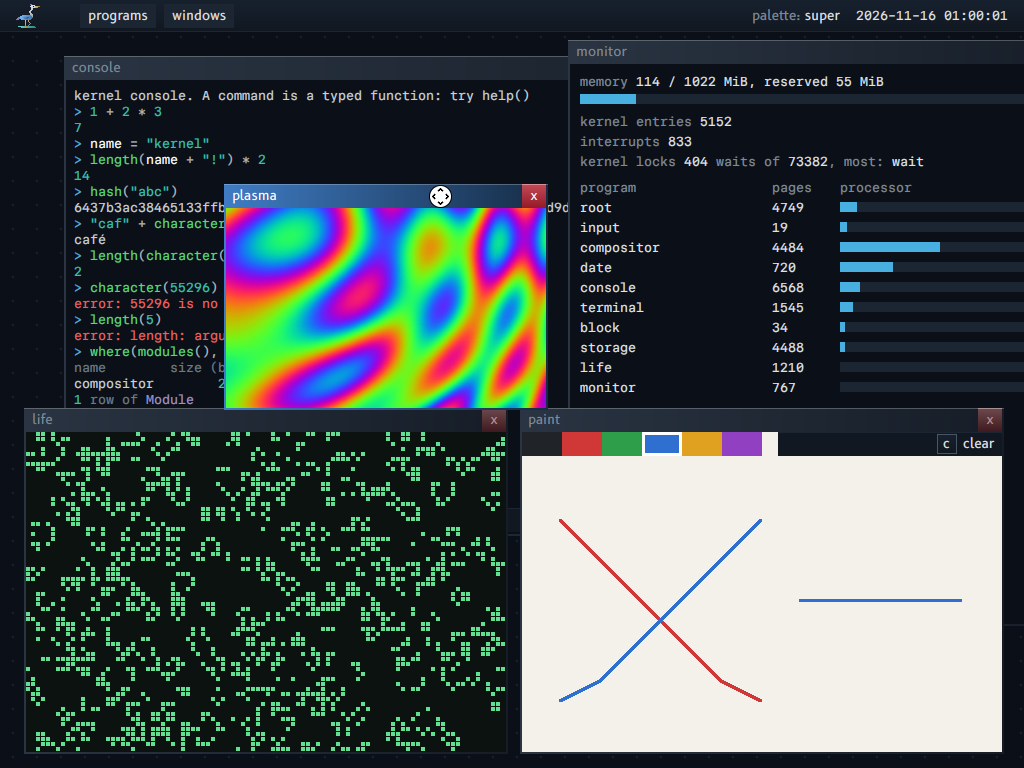 programs windows palette: super 2026-11-16 01:00:01
console
kernel console. A command is a typed function: try help()
> 1 + 2 * 3
7
> name = "kernel"
> length(name + "!") * 2
14
> hash("abc")
6437b3ac38465133ffb
d9d
> "caf" + character
café
> length(character(
2
> character(55296)
error: 55296 is no
> length(5)
error: length: argu
> where(modules(),
name size (b
compositor 2
1 row of Module
plasma x
monitor
memory 114 / 1022 MiB, reserved 55 MiB
kernel entries 5152
interrupts 833
kernel locks 404 waits of 73382, most: wait
program pages processor
root 4749
input 19
compositor 4484
date 720
console 6568
terminal 1545
block 34
storage 4488
life 1210
monitor 767
life x
paint x
c clear